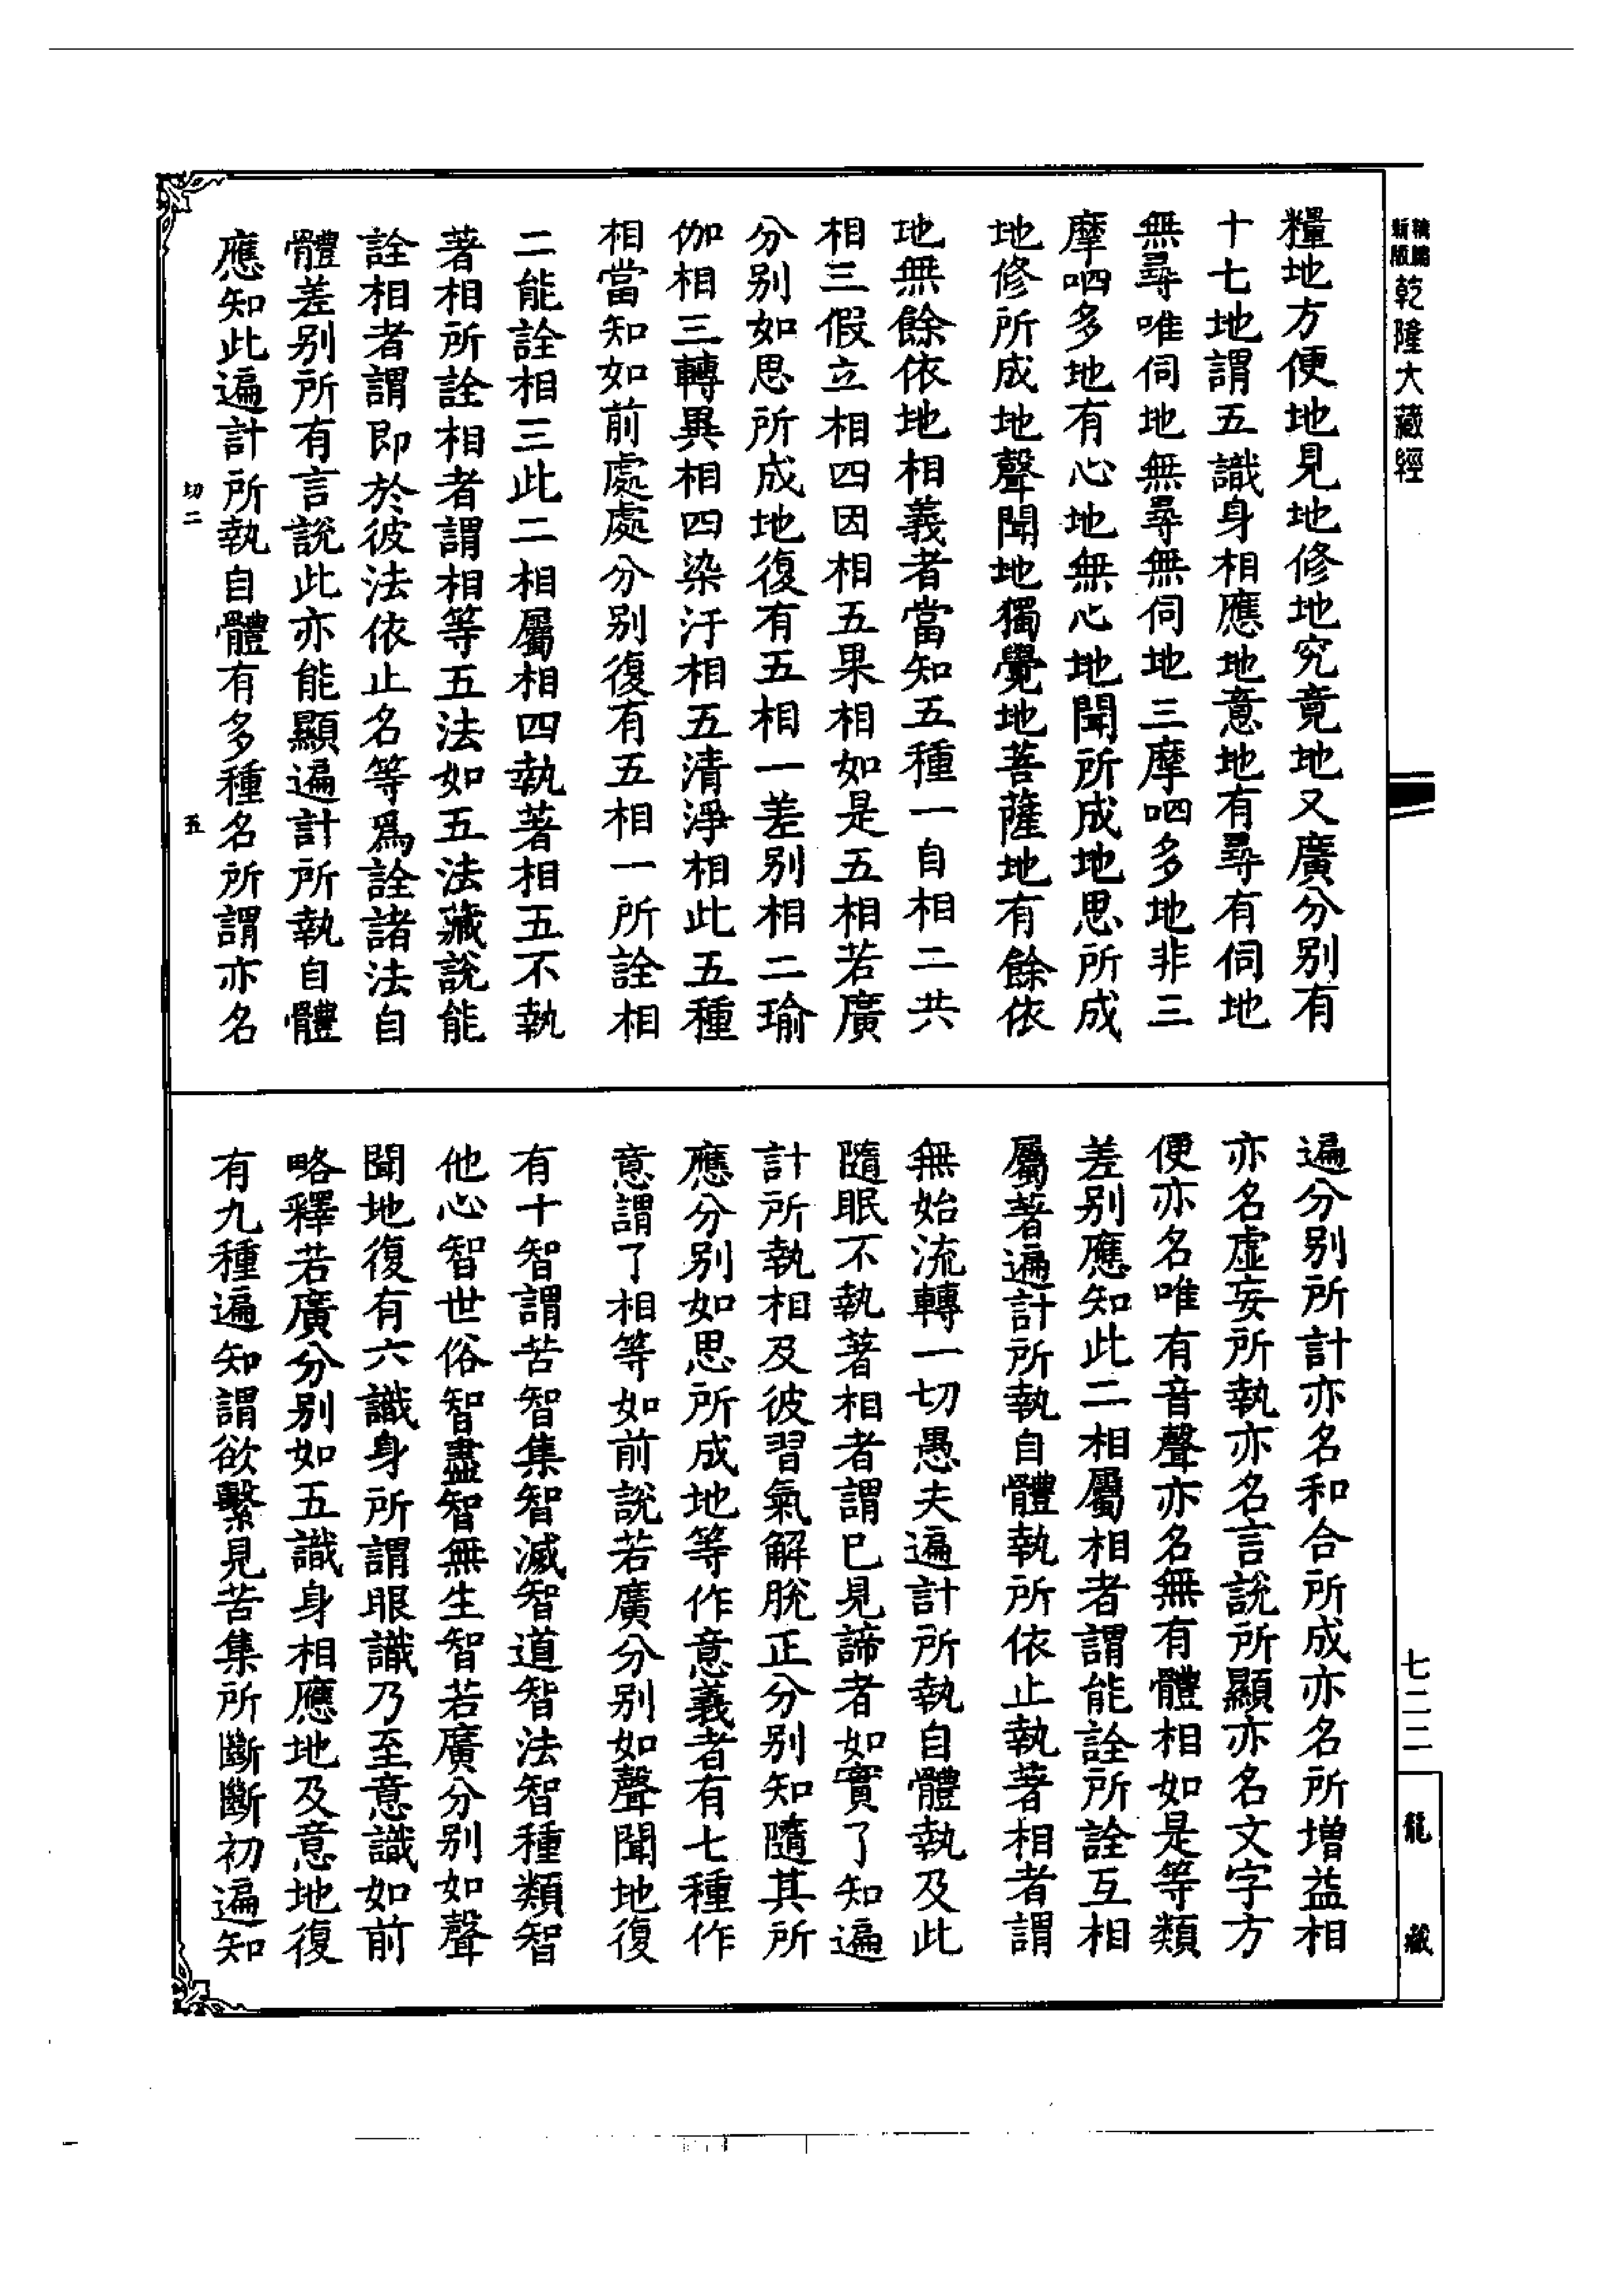 精編新版乾隆大藏經
糧地方便地見地修地究竟地又廣分別有
十七地謂五識身相應地意地有尋有伺地
無尋唯伺地無尋無伺地三摩呬多地非三
摩呬多地有心地無心地聞所成地思所成
地修所成地聲聞地獨覺地菩薩地有餘依
地無餘依地相義者當知五種一自相二共
相三假立相四因相五果相如是五相若廣
分別如思所成地復有五相一差別相二瑜
伽相三轉異相四染汙相五清淨相此五種
相當知如前處處分別復有五相一所詮相
二能詮相三此二相屬相四執著相五不執
著相所詮相者謂相等五法如五法藏說能
詮相者謂即於彼法依止名等爲詮諸法自
體差別所有言說此亦能顯遍計所執自體
應知此遍計所執自體有多種名所謂亦名
切二
五
遍分別所計亦名和合所成亦名所增益相
亦名虛妄所執亦名言說所顯亦名文字方
便亦名唯有音聲亦名無有體相如是等類
差別應知此二相屬相者謂能詮所詮互相
屬著遍計所執自體執所依止執著相者謂
無始流轉一切愚夫遍計所執自體執及此
隨眠不執著相者謂已見諦者如實了知遍
計所執相及彼習氣解脫正分別知隨其所
應分別如思所成地等作意義者有七種作
意謂了相等如前說若廣分別如聲聞地復
有十智謂苦智集智滅智道智法智種類智
他心智世俗智盡智無生智若廣分別如聲
聞地復有六識身所謂眼識乃至意識如前
略釋若廣分別如五識身相應地及意地復
有九種遍知謂欲繫見苦集所斷斷初遍知
七二二
龍藏